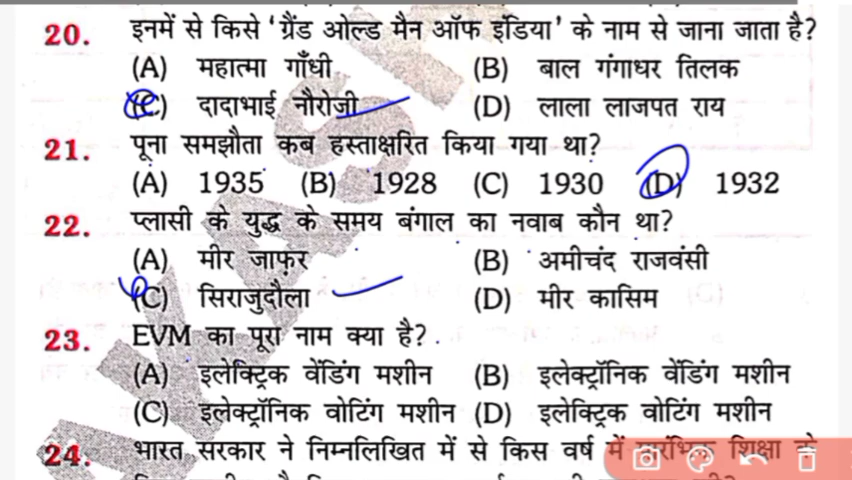 20. इनमें से किसे ‘ग्रैंड ओल्ड मैन ऑफ इंडिया’ के नाम से जाना जाता है?
(A) महात्मा गाँधी (B) बाल गंगाधर तिलक
(C) दादाभाई नौरोजी (D) लाला लाजपत राय
21. पूना समझौता कब हस्ताक्षरित किया गया था?
(A) 1935 (B) 1928 (C) 1930 (D) 1932
22. प्लासी के युद्ध के समय बंगाल का नवाब कौन था?
(A) मीर जाफ़र (B) अमीचंद राजवंसी
(C) सिराजुदौला (D) मीर कासिम
23. EVM का पूरा नाम क्या है?
(A) इलेक्ट्रिक वेंडिंग मशीन (B) इलेक्ट्रॉनिक वेंडिंग मशीन
(C) इलेक्ट्रॉनिक वोटिंग मशीन (D) इलेक्ट्रिक वोटिंग मशीन
24. भारत सरकार ने निम्नलिखित में से किस वर्ष में प्रारंभिक शिक्षा